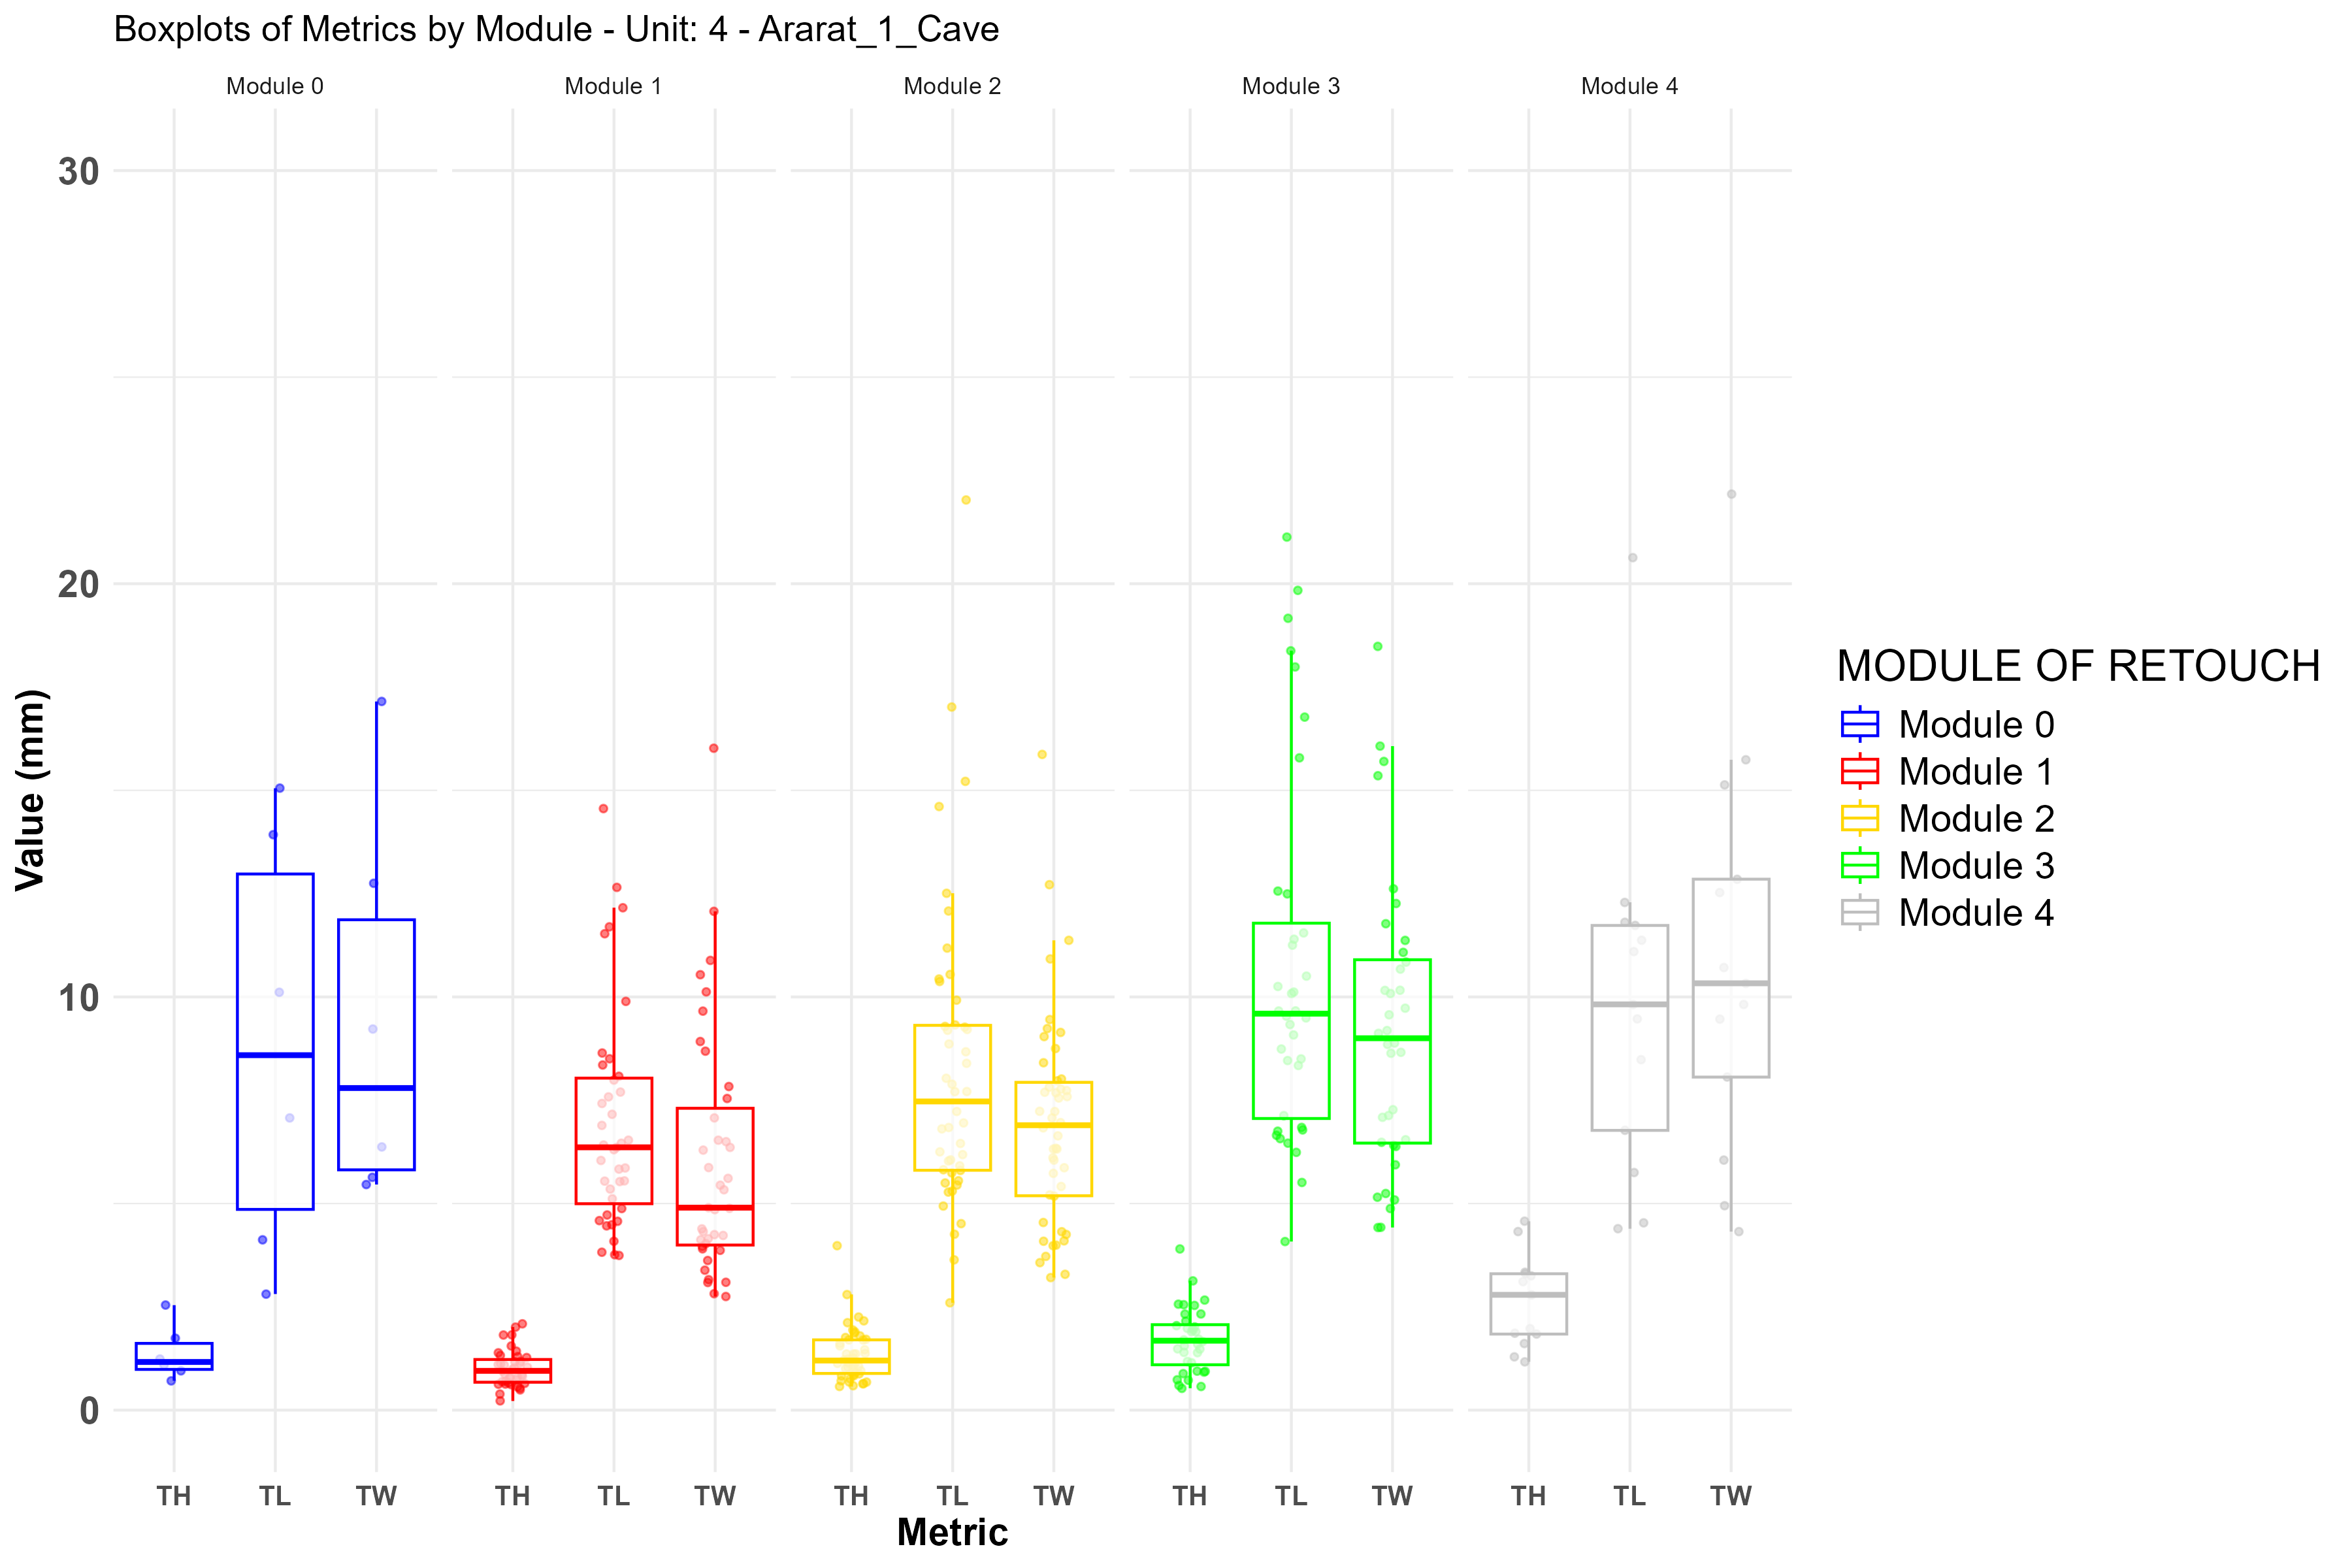 Boxplots of Metrics by Module - Unit: 4 - Ararat_1_Cave
Module 0 Module 1 Module 2 Module 3 Module 4
30
20
10
0
Value (mm)
TH TL TW TH TL TW TH TL TW TH TL TW TH TL TW
Metric
MODULE OF RETOUCH
Module 0
Module 1
Module 2
Module 3
Module 4